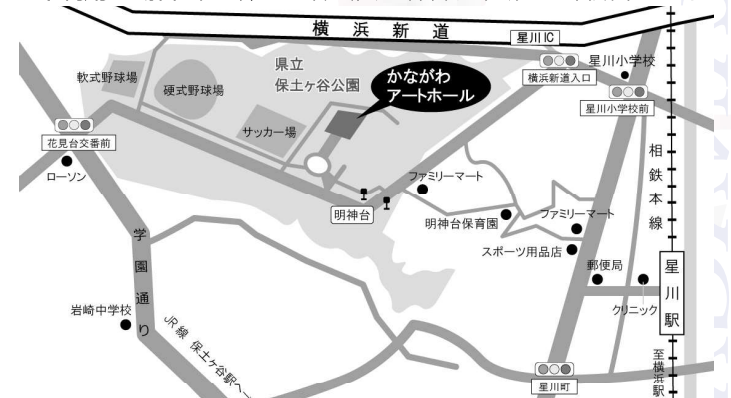 横浜新道
星川IC
県立
保土ヶ谷公園
かながわ
アートホール
軟式野球場
硬式野球場
サッカー場
横浜新道入口
星川小学校
星川小学校前
花見台交番前
ローソン
相鉄本線
ファミリーマート
明神台
明神台保育園
ファミリーマート
スポーツ用品店
学園通り
郵便局
星川駅
クリニック
岩崎中学校
JR線 保土ヶ谷駅へ
星川町
至横浜駅